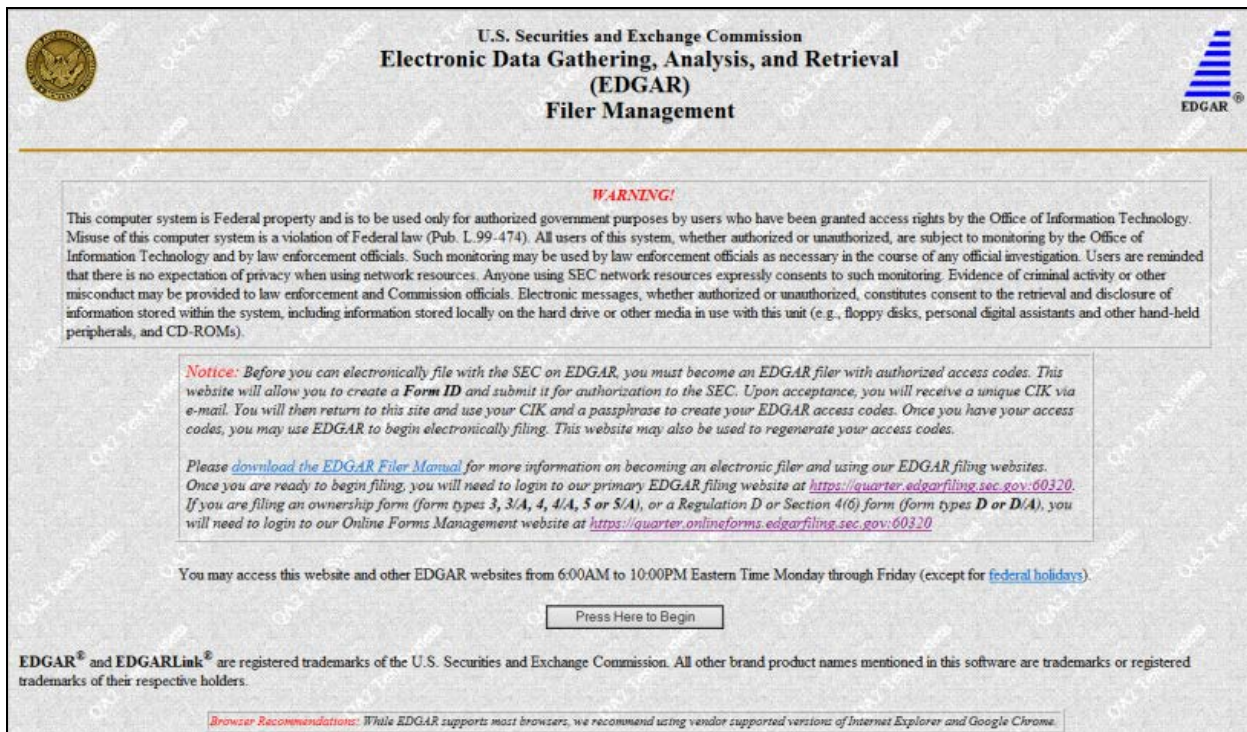 U.S. Securities and Exchange Commission
Electronic Data Gathering, Analysis, and Retrieval
(EDGAR)
Filer Management
EDGAR ®
WARNING!
This computer system is Federal property and is to be used only for authorized government purposes by users who have been granted access rights by the Office of Information Technology.
Misuse of this computer system is a violation of Federal law (Pub. L.99-474). All users of this system, whether authorized or unauthorized, are subject to monitoring by the Office of
Information Technology and by law enforcement officials. Such monitoring may be used by law enforcement officials as necessary in the course of any official investigation. Users are reminded
that there is no expectation of privacy when using network resources. Anyone using SEC network resources expressly consents to such monitoring. Evidence of criminal activity or other
misconduct may be provided to law enforcement and Commission officials. Electronic messages, whether authorized or unauthorized, constitutes consent to the retrieval and disclosure of
information stored within the system, including information stored locally on the hard drive or other media in use with this unit (e.g., floppy disks, personal digital assistants and other hand-held
peripherals, and CD-ROMs).
Notice: Before you can electronically file with the SEC on EDGAR, you must become an EDGAR filer with authorized access codes. This
website will allow you to create a Form ID and submit it for authorization to the SEC. Upon acceptance, you will receive a unique CIK via
e-mail. You will then return to this site and use your CIK and a passphrase to create your EDGAR access codes. Once you have your access
codes, you may use EDGAR to begin electronically filing. This website may also be used to regenerate your access codes.
Please download the EDGAR Filer Manual for more information on becoming an electronic filer and using our EDGAR filing websites.
Once you are ready to begin filing, you will need to login to our primary EDGAR filing website at https://quarter.edgarfiling.sec.gov:60320.
If you are filing an ownership form (form types 3, 3/A, 4, 4/A, 5 or 5/A), or a Regulation D or Section 4(6) form (form types D or D/A), you
will need to login to our Online Forms Management website at https://quarter.onlineforms.edgarfiling.sec.gov:60320
You may access this website and other EDGAR websites from 6:00AM to 10:00PM Eastern Time Monday through Friday (except for federal holidays).
Press Here to Begin
EDGAR® and EDGARLink® are registered trademarks of the U.S. Securities and Exchange Commission. All other brand product names mentioned in this software are trademarks or registered
trademarks of their respective holders.
Browser Recommendations: While EDGAR supports most browsers, we recommend using vendor supported versions of Internet Explorer and Google Chrome.
QA2 Test System